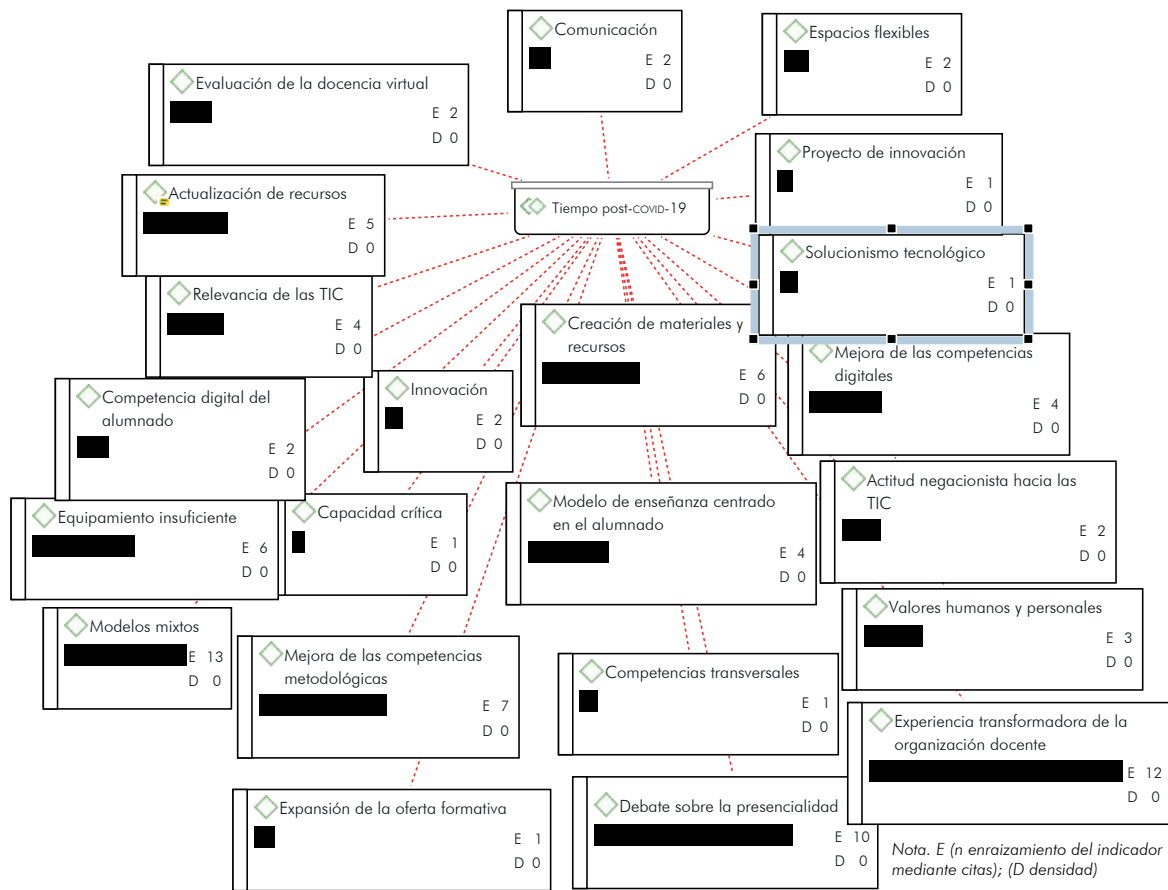 Comunicación
E 2
D 0
Espacios flexibles
E 2
D 0
Evaluación de la docencia virtual
E 2
D 0
Proyecto de innovación
E 1
D 0
Actualización de recursos
E 5
D 0
Tiempo post-COVID-19
Solucionismo tecnológico
E 1
D 0
Relevancia de las TIC
E 4
D 0
Creación de materiales y
recursos
E 6
D 0
Mejora de las competencias
digitales
E 4
D 0
Competencia digital del
alumnado
E 2
D 0
Innovación
E 2
D 0
Actitud negacionista hacia las
TIC
E 2
D 0
Equipamiento insuficiente
E 6
D 0
Capacidad crítica
E 1
D 0
Modelo de enseñanza centrado
en el alumnado
E 4
D 0
Valores humanos y personales
E 3
D 0
Modelos mixtos
E 13
D 0
Mejora de las competencias
metodológicas
E 7
D 0
Competencias transversales
E 1
D 0
Experiencia transformadora de la
organización docente
E 12
D 0
Expansión de la oferta formativa
E 1
D 0
Debate sobre la presencialidad
E 10
D 0
Nota. E (n enraizamiento del indicador
mediante citas); (D densidad)